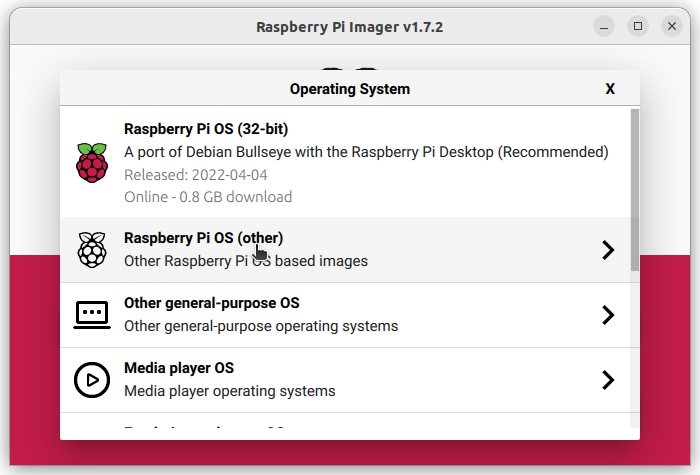 Raspberry Pi Imager v1.7.2
Operating System
X
Raspberry Pi OS (32-bit)
A port of Debian Bullseye with the Raspberry Pi Desktop (Recommended)
Released: 2022-04-04
Online - 0.8 GB download
Raspberry Pi OS (other)
Other Raspberry Pi OS based images
Other general-purpose OS
Other general-purpose operating systems
Media player OS
Media player operating systems